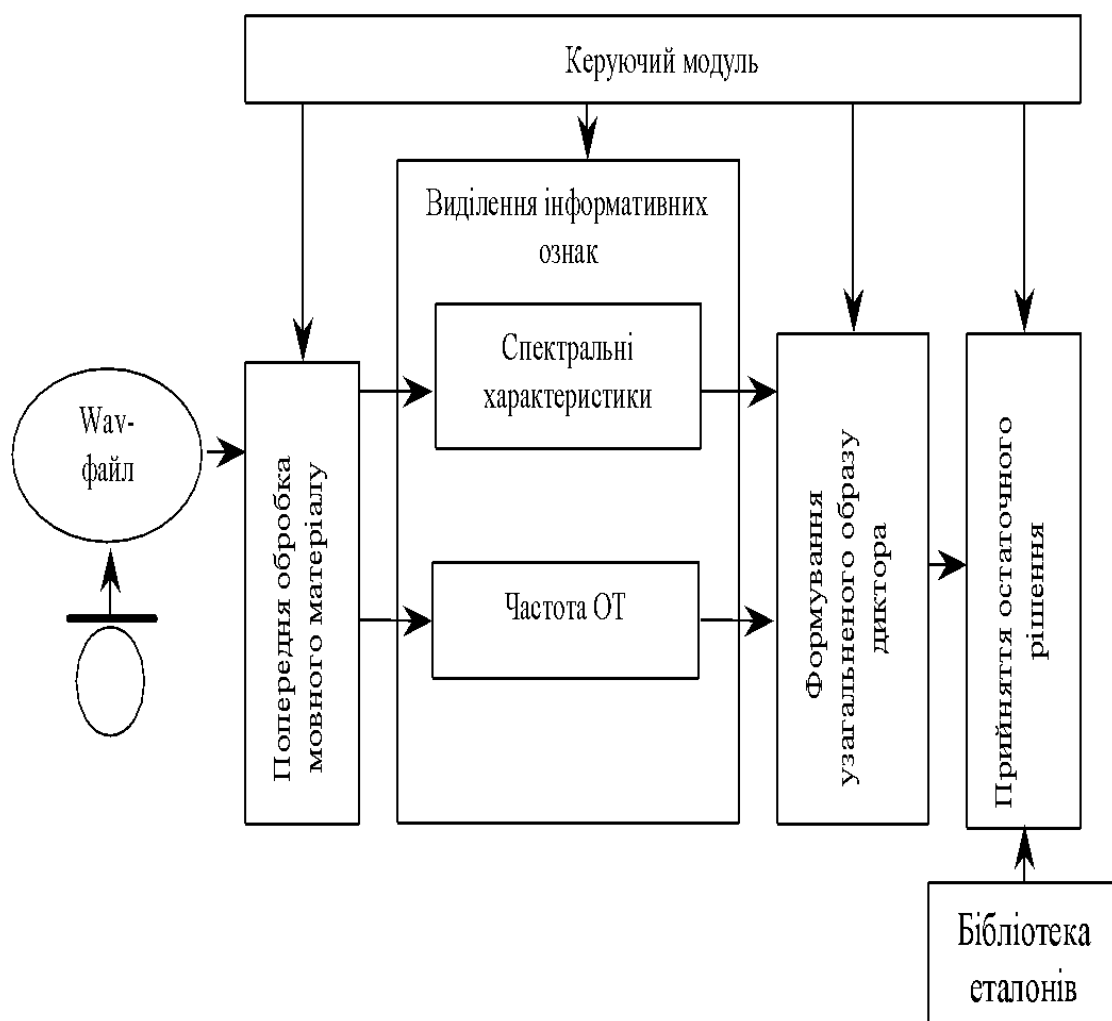 Керуючий модуль
Виділення інформативних
ознак
Спектральні
характеристики
Wav-
файл
Попередня обробка
мовного матеріалу
Частота ОТ
Формування
узагальненого образу
диктора
Прийняття остаточного
рішення
Бібліотека
еталонів